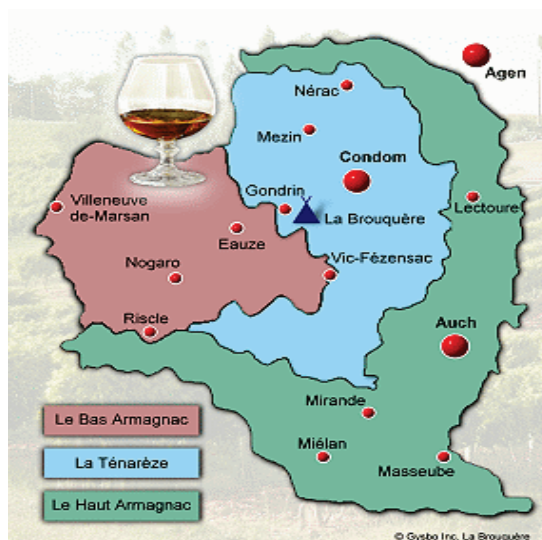 Agen
Nérac
Mezin
Condom
Gondrin
Villeneuve
de-Marsan
La Brouquère
Lectoure
Eauze
Vic-Fézensac
Nogaro
Riscle
Auch
Mirande
Miélan
Masseube
Le Bas Armagnac
La Ténarèze
Le Haut Armagnac
© Gysbo Inc. La Brouquère